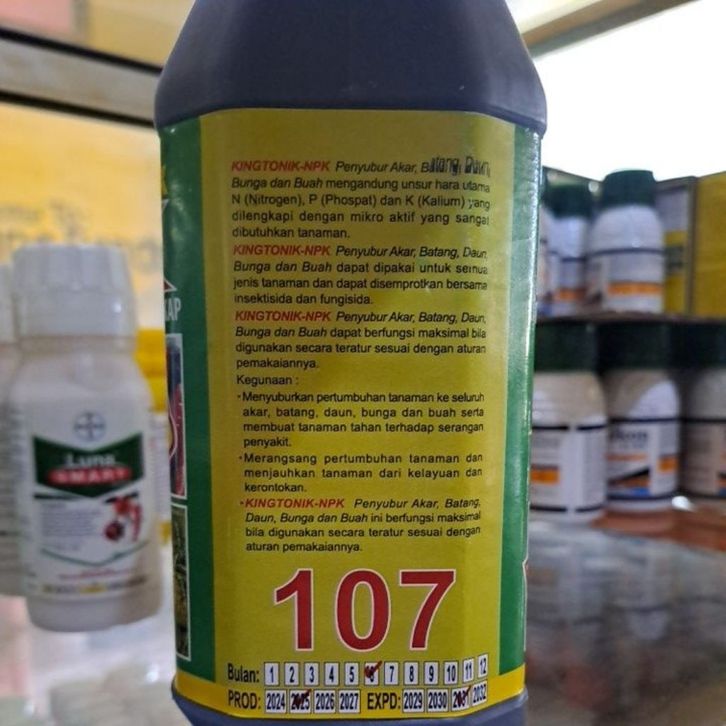 KINGTONIK-NPK Penyubur Akar, Batang, Daun,
Bunga dan Buah mengandung unsur hara utama
N (Nitrogen), P (Phospat) dan K (Kalium) yang
dilengkapi dengan mikro aktif yang sangat
dibutuhkan tanaman.
KINGTONIK-NPK Penyubur Akar, Batang, Daun,
Bunga dan Buah dapat dipakai untuk semua
jenis tanaman dan dapat disemprotkan bersama
insektisida dan fungisida.
KINGTONIK-NPK Penyubur Akar, Batang, Daun,
Bunga dan Buah dapat berfungsi maksimal bila
digunakan secara teratur sesuai dengan aturan
pemakaiannya.
Kegunaan :
•Menyuburkan pertumbuhan tanaman ke seluruh
akar, batang, daun, bunga dan buah serta
membuat tanaman tahan terhadap serangan
penyakit.
•Merangsang pertumbuhan tanaman dan
menjauhkan tanaman dari kelayuan dan
kerontokan.
•KINGTONIK-NPK Penyubur Akar, Batang,
Daun, Bunga dan Buah ini berfungsi maksimal
bila digunakan secara teratur sesuai dengan
aturan pemakaiannya.
107
Bulan: 1 2 3 4 5 6 7 8 9 10 11 12
PROD: 2024 2025 2026 2027 EXPD: 2029 2030 2031 2032
KAP
BAYER
Luna
SMART